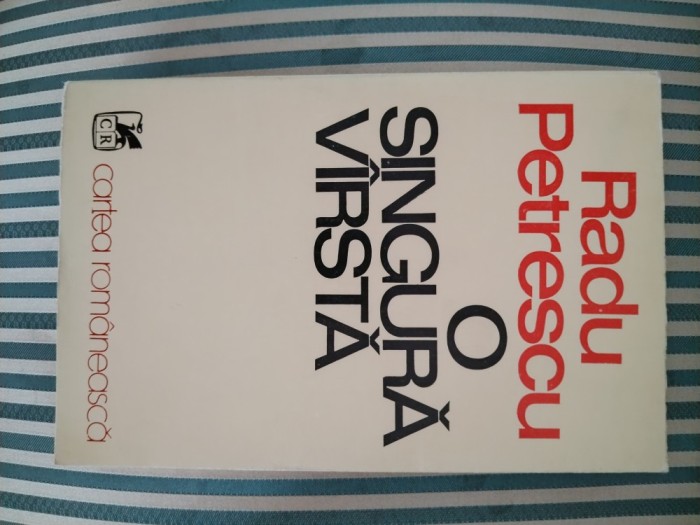 Radu
Petrescu
O
SINGURĂ
VÎRSTĂ
CR
cartea românească